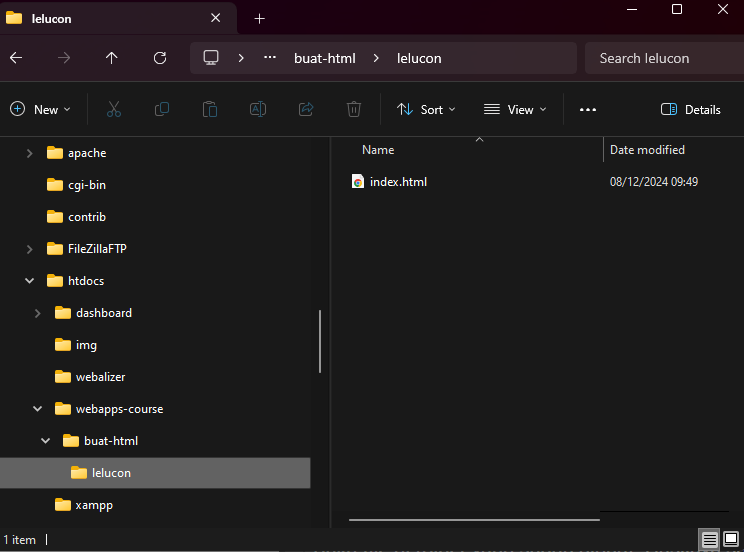 lelucon
buat-html
lelucon
Search lelucon
New
Sort
View
Details
apache
cgi-bin
contrib
FileZillaFTP
htdocs
dashboard
img
webalizer
webapps-course
buat-html
lelucon
xampp
Name
Date modified
index.html
08/12/2024 09:49
1 item